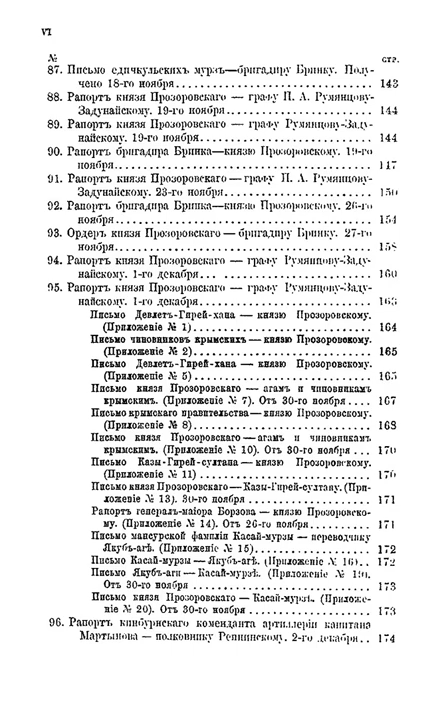 VI
№ СТР.
87. Письмо едичкульскихъ мурзъ—бригадиру Бринку. Полу-
чено 18-го ноября 143
88. Рапортъ князя Прозоровскаго — графу П. А. Румянцову-
Задунайскому. 19-го ноября 144
89. Рапортъ князя Прозоровскаго — графу Румянцову-Заду-
найскому. 19-го ноября 144
90. Рапортъ бригадира Бринка—князю Прозоровскому. 19-го
ноября 147
91. Рапортъ князя Прозоровскаго—графу П. А. Румянцову-
Задунайскому. 23-го ноября 150
92. Рапортъ бригадира Бринка—князю Прозоровскому. 26-го
ноября 154
93. Ордеръ князя Прозоровскаго—бригадиру Бринку. 27-го
ноября 158
94. Рапортъ князя Прозоровскаго — графу Румянцову-Заду-
найскому. 1-го декабря 160
95. Рапортъ князя Прозоровскаго — графу Румянцову-Заду-
найскому. 1-го декабря 163
Письмо Девлетъ-Гирей-хана — князю Прозоровскому.
(Приложеніе № 1) 164
Письмо чиновниковъ крымскихъ—князю Прозоровскому.
(Приложеніе № 2) 165
Письмо Девлетъ-Гирей-хана — князю Прозоровскому.
(Приложеніе № 5) 165
Письмо князя Прозоровскаго — агамъ и чиновникамъ
крымскимъ. (Приложеніе № 7). Отъ 30-го ноября 167
Письмо крымскаго правительства—князю Прозоровскому.
(Приложеніе № 8) 168
Письмо князя Прозоровскаго—агамъ и чиновникамъ
крымскимъ. (Приложеніе № 10). Отъ 30-го ноября 170
Письмо Казы-Гирей-султана — князю Прозоровскому.
(Приложеніе № 11) 170
Письмо князя Прозоровскаго—Казы-Гирей-султану. (При-
ложеніе № 13). 30-го ноября 171
Рапортъ генералъ-маіора Борзова — князю Прозоровско-
му. (Приложеніе № 14). Отъ 26-го ноября 171
Письмо мансурской фамиліи Касай-мурзы — переводчику
Якубъ-агѣ. (Приложеніе № 15) 172
Письмо Касай-мурзы—Якубъ-агѣ. (Приложеніе № 16) 172
Письмо Якубъ-аги—Касай-мурзѣ. (Приложеніе № 19).
Отъ 30-го ноября 173
Письмо князя Прозоровскаго—Касай-мурзѣ. (Приложе-
ніе № 20). Отъ 30-го ноября 173
96. Рапортъ кинбурнскаго коменданта артиллеріи капитана
Мартынова — полковнику Репнинскому. 2-го декабря 174